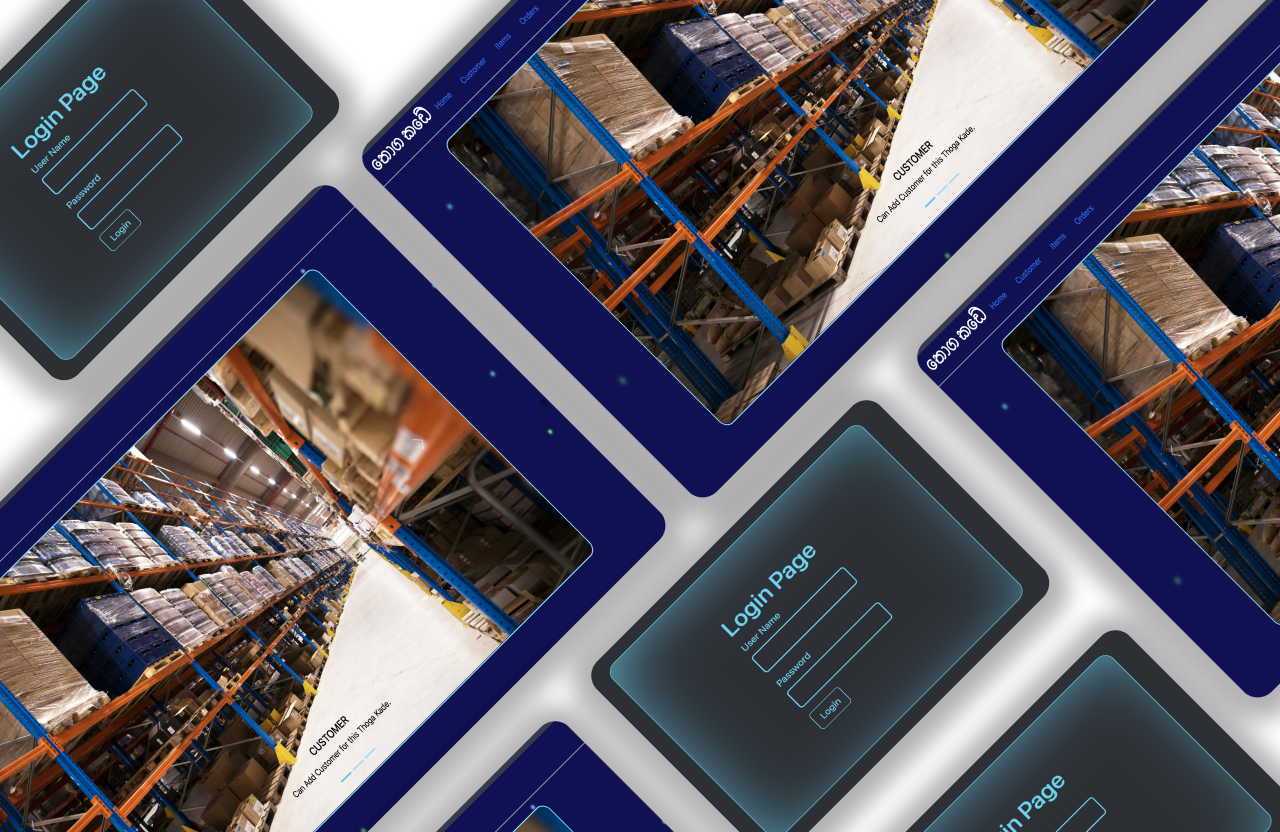 Login Page
User Name
Password
Login
තොග කඩේ
Home
Customer
Items
Orders
CUSTOMER
Can Add Customer for this Thoga Kade.
තොග කඩේ
Home
Customer
Items
Orders
CUSTOMER
Can Add Customer for this Thoga Kade.
Login Page
User Name
Password
Login
Login Page